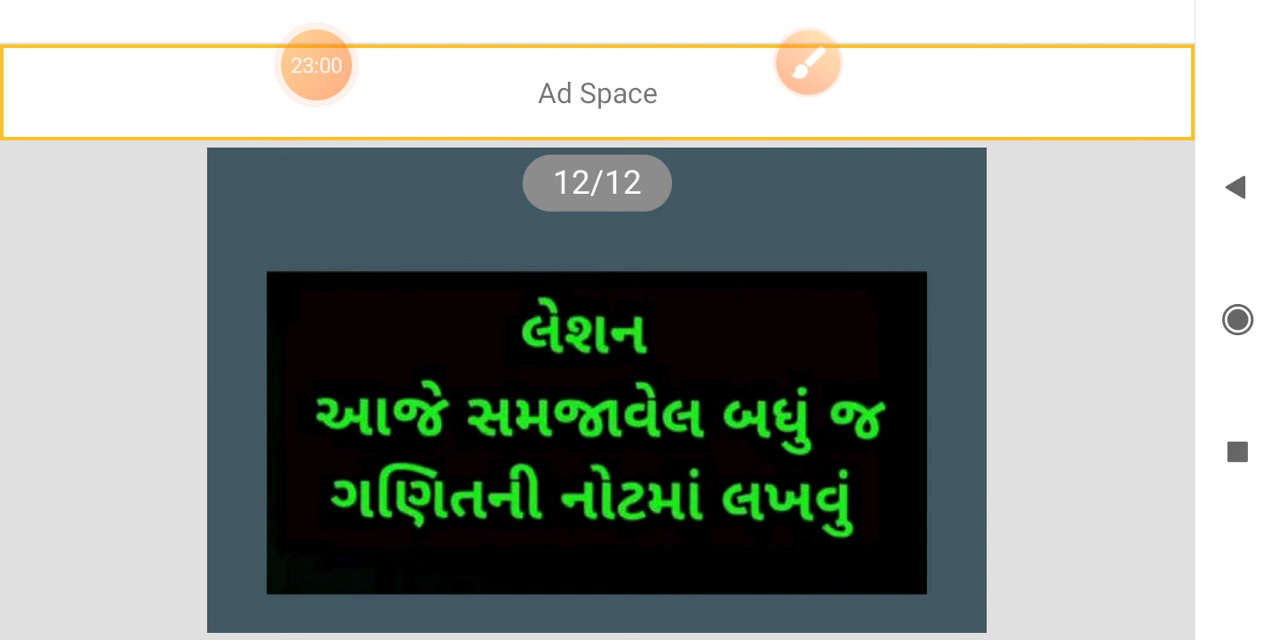 23:00
Ad Space
12/12
લેશન
આજે સમજાવેલ બધું જ
ગણિતની નોટમાં લખવું